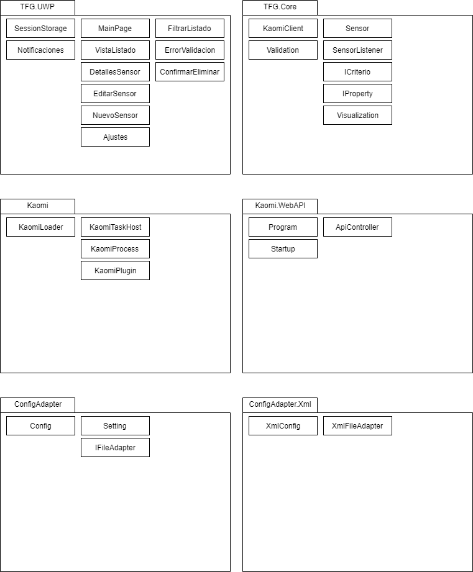 TFG.UWP
SessionStorage
MainPage
FiltrarListado
Notificaciones
VistaListado
ErrorValidacion
DetallesSensor
ConfirmarEliminar
EditarSensor
NuevoSensor
Ajustes
TFG.Core
KaomiClient
Sensor
Validation
SensorListener
ICriterio
IProperty
Visualization
Kaomi
KaomiLoader
KaomiTaskHost
KaomiProcess
KaomiPlugin
Kaomi.WebAPI
Program
ApiController
Startup
ConfigAdapter
Config
Setting
IFileAdapter
ConfigAdapter.Xml
XmlConfig
XmlFileAdapter